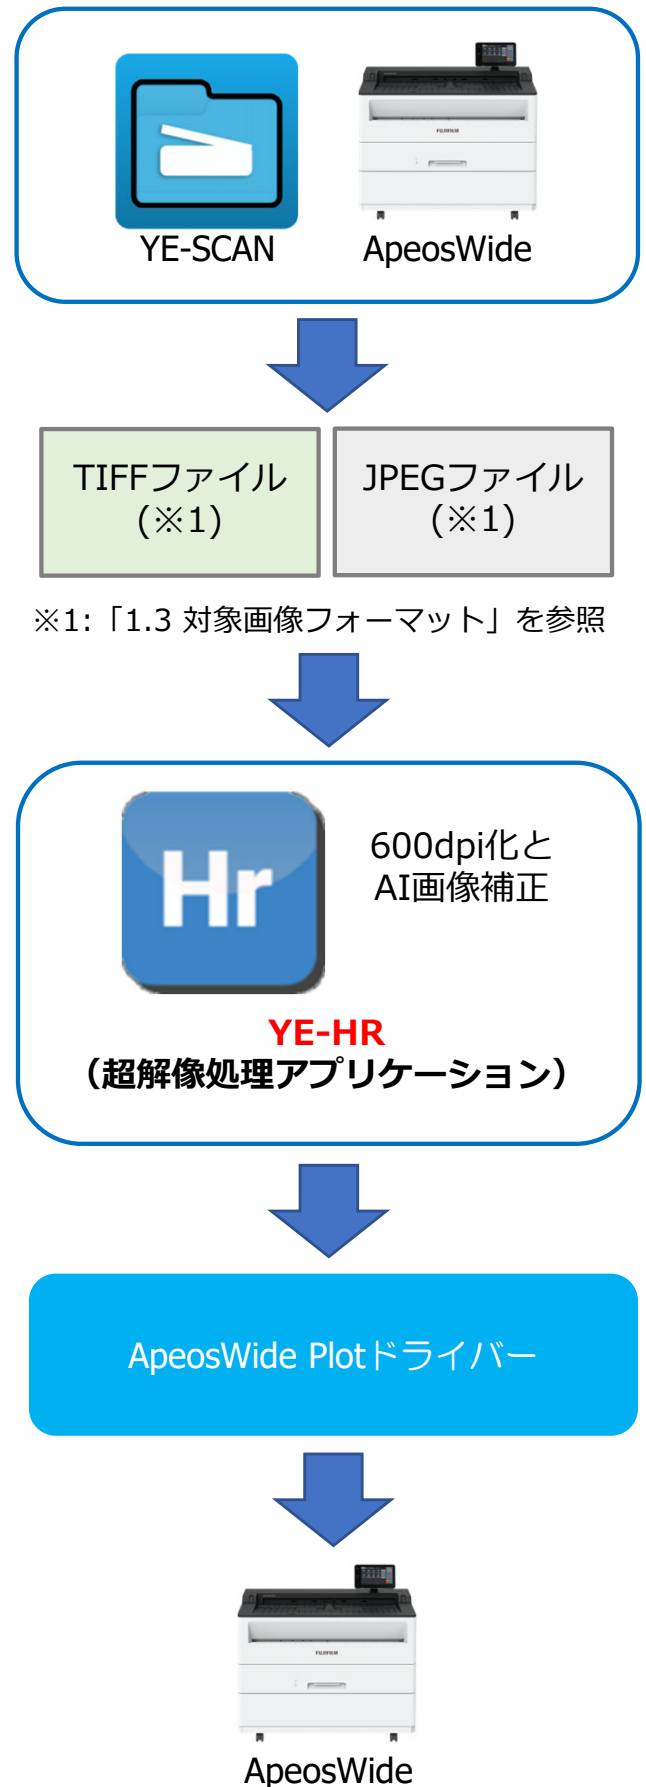 FUJIFILM
YE-SCAN
ApeosWide
TIFFファイル
(※1)
JPEGファイル
(※1)
※1:「1.3 対象画像フォーマット」を参照
Hr
600dpi化と
AI画像補正
YE-HR
（超解像処理アプリケーション）
ApeosWide Plotドライバー
FUJIFILM
ApeosWide